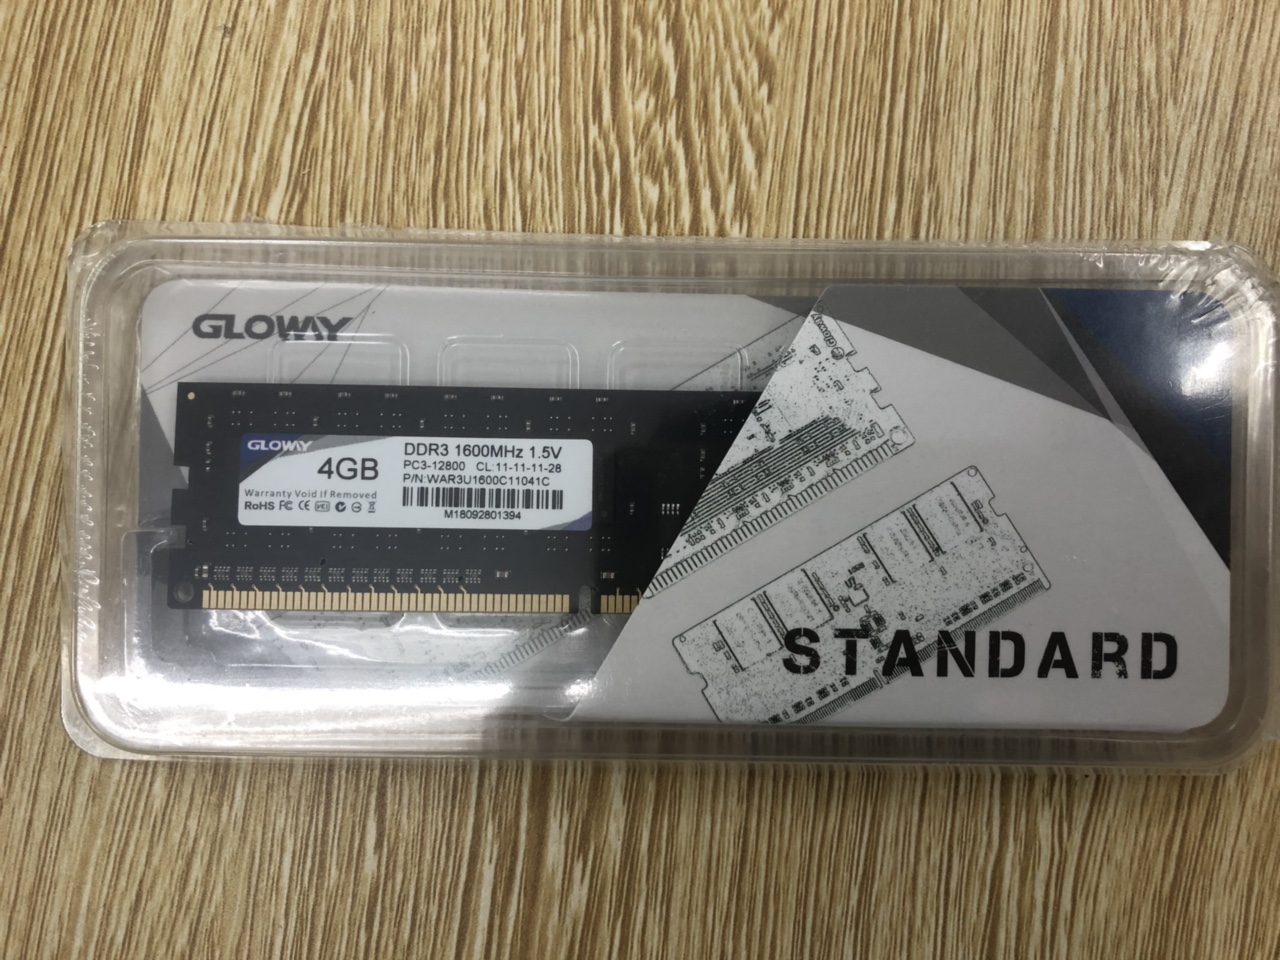 GLOWAY
GLOWAY
4GB
DDR3 1600MHz 1.5V
PC3-12800 CL:11-11-11-28
P/N:WAR3U1600C11041C
Warranty Void If Removed
RoHS FC CE
M18092801394
GLOWAY
STANDARD